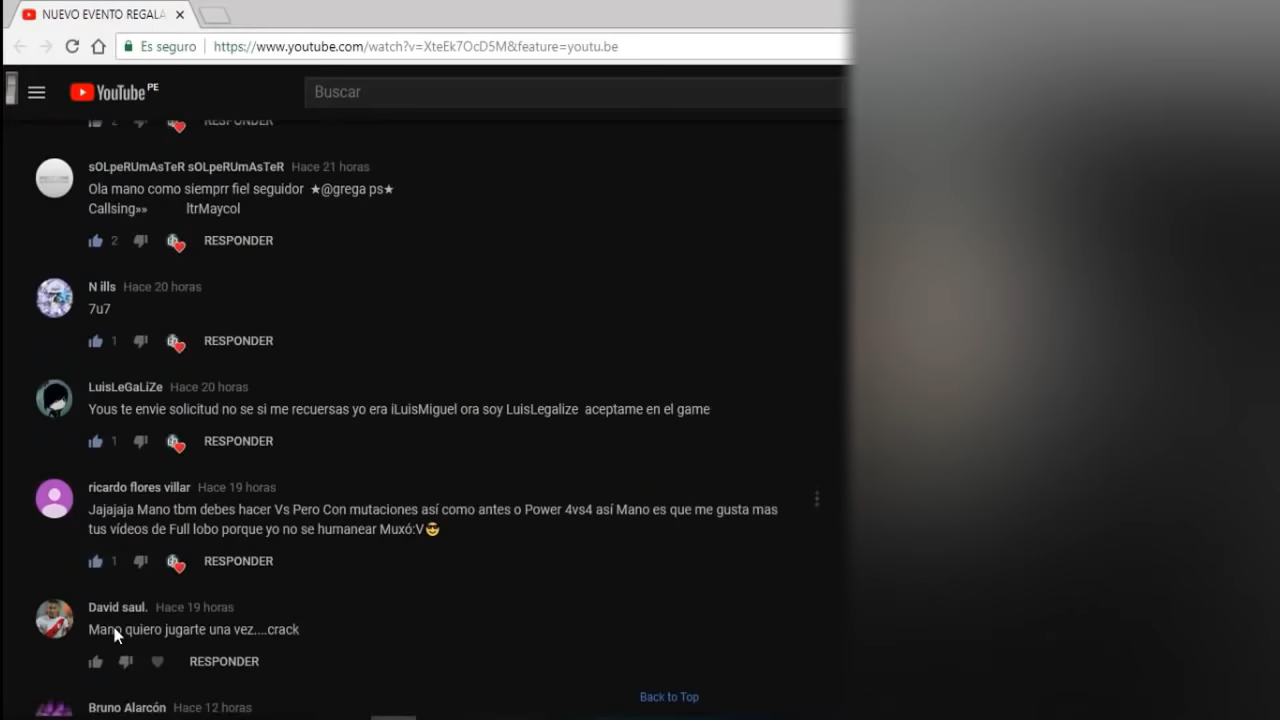 NUEVO EVENTO REGALA
Es seguro https://www.youtube.com/watch?v=XteEk7OcD5M&feature=youtu.be
YouTube PE Buscar
2 RESPONDER
sOLpeRUmAsTeR sOLpeRUmAsTeR Hace 21 horas
Ola mano como siemprr fiel seguidor ★@grega ps★
Callsing»» ltrMaycol
2 RESPONDER
N ills Hace 20 horas
7u7
1 RESPONDER
LuisLeGaLiZe Hace 20 horas
Yous te envie solicitud no se si me recuersas yo era iLuisMiguel ora soy LuisLegalize aceptame en el game
1 RESPONDER
ricardo flores villar Hace 19 horas
Jajajaja Mano tbm debes hacer Vs Pero Con mutaciones así como antes o Power 4vs4 así Mano es que me gusta mas
tus vídeos de Full lobo porque yo no se humanear Muxó:V😎
1 RESPONDER
David saul. Hace 19 horas
Mano quiero jugarte una vez....crack
RESPONDER
Back to Top
Bruno Alarcón Hace 12 horas